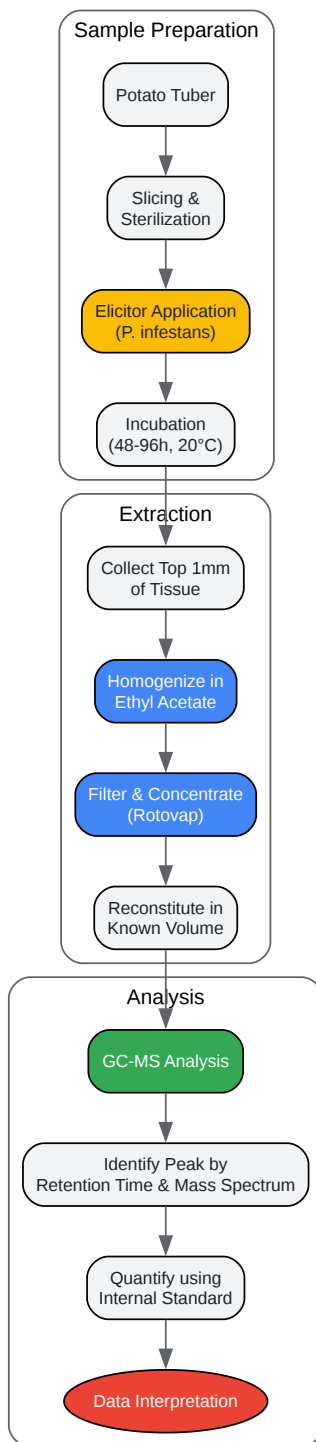 Sample Preparation
Potato Tuber
Slicing &
Sterilization
Elicitor Application
(P. infestans)
Incubation
(48-96h, 20°C)
Extraction
Collect Top 1mm
of Tissue
Homogenize in
Ethyl Acetate
Filter & Concentrate
(Rotovap)
Reconstitute in
Known Volume
Analysis
GC-MS Analysis
Identify Peak by
Retention Time & Mass Spectrum
Quantify using
Internal Standard
Data Interpretation